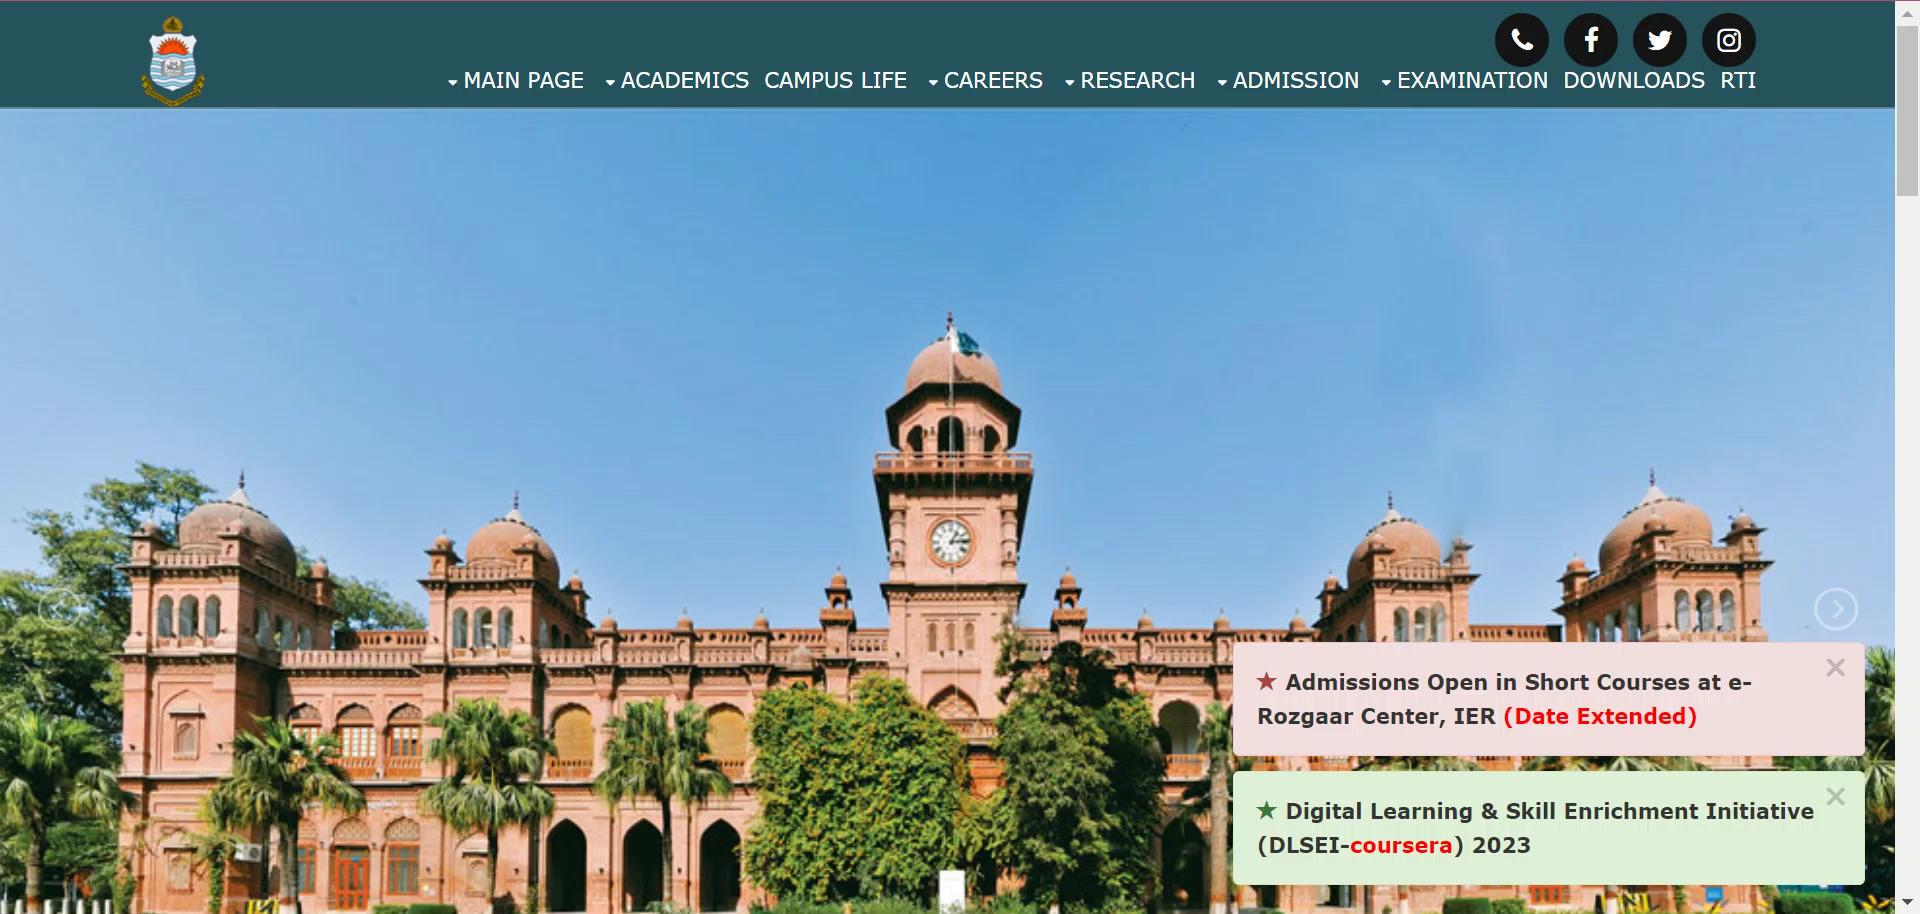 MAIN PAGE ACADEMICS CAMPUS LIFE CAREERS RESEARCH ADMISSION EXAMINATION DOWNLOADS RTI
★ Admissions Open in Short Courses at e-
Rozgaar Center, IER (Date Extended)
★ Digital Learning & Skill Enrichment Initiative
(DLSEI-coursera) 2023